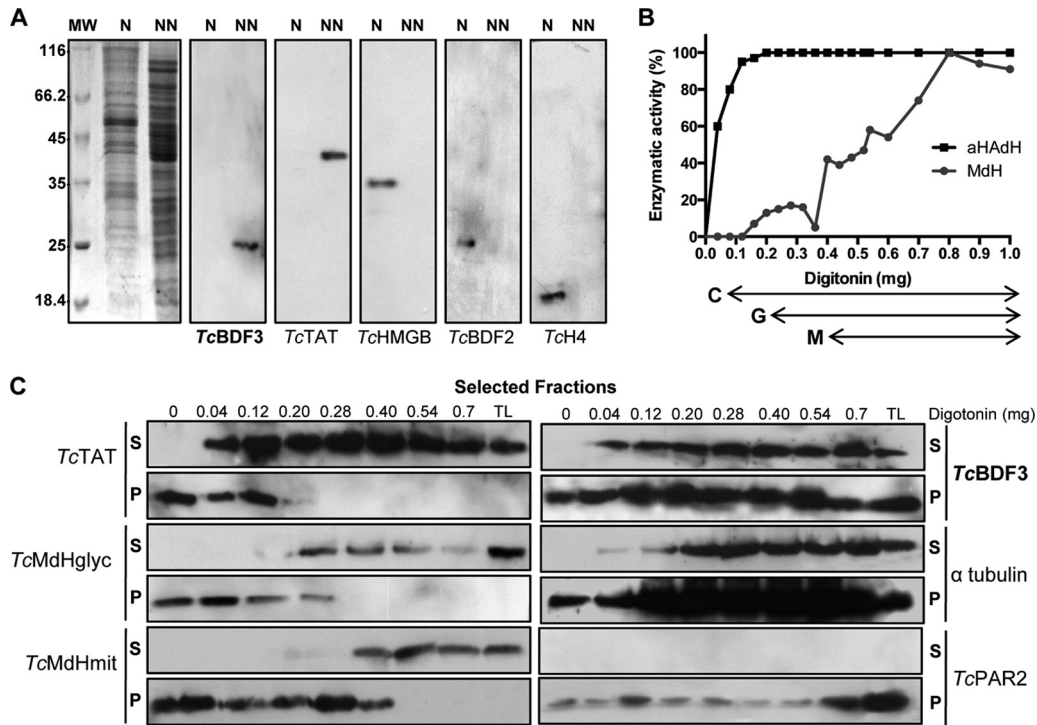 A
MW N NN N NN N NN N NN N NN N NN
116
66.2
45
35
25
18.4
TcBDF3 TcTAT TcHMGB TcBDF2 TcH4
B
Enzymatic activity (%)
100
80
60
40
20
0
aHAdH
MdH
0.0 0.1 0.2 0.3 0.4 0.5 0.6 0.7 0.8 0.9 1.0
Digitonin (mg)
C
G
M
C
Selected Fractions
0 0.04 0.12 0.20 0.28 0.40 0.54 0.7 TL 0 0.04 0.12 0.20 0.28 0.40 0.54 0.7 TL Digotonin (mg)
TcTAT S P
TcMdHglyc S P
TcMdHmit S P
S P TcBDF3
S P α tubulin
S P TcPAR2